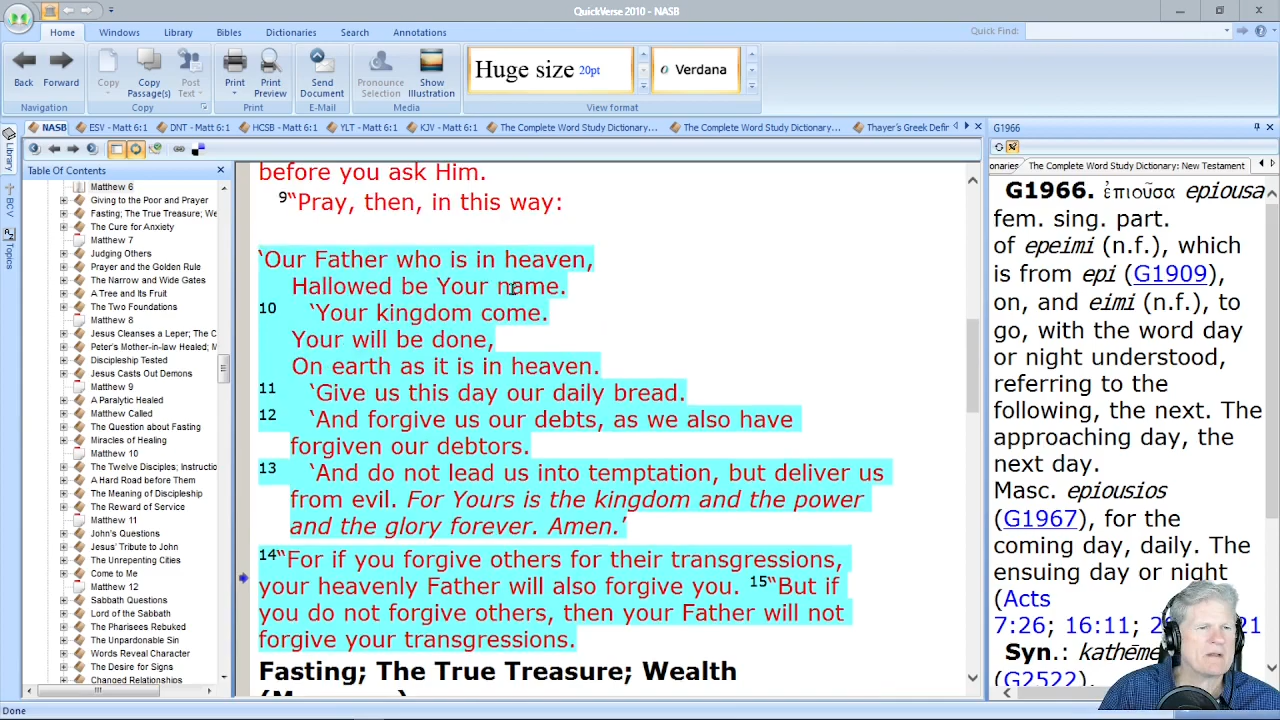 QuickVerse 2010 - NASB
Home Windows Library Bibles Dictionaries Search Annotations Quick Find:
Back Forward Copy Copy Passage(s) Post Text Print Print Preview Send Document Pronounce Selection Show Illustration Huge size 20pt Verdana
Navigation Copy Print E-Mail Media View format
NASB ESV - Matt 6:1 DNT - Matt 6:1 HCSB - Matt 6:1 YLT - Matt 6:1 KJV - Matt 6:1 The Complete Word Study Dictionary... The Complete Word Study Dictionary... Thayer's Greek Defir
Library
BCV
Topics
Table Of Contents
Matthew 6
Giving to the Poor and Prayer
Fasting; The True Treasure; We
The Cure for Anxiety
Matthew 7
Judging Others
Prayer and the Golden Rule
The Narrow and Wide Gates
A Tree and Its Fruit
The Two Foundations
Matthew 8
Jesus Cleanses a Leper; The C
Peter's Mother-in-law Healed; M
Discipleship Tested
Jesus Casts Out Demons
Matthew 9
A Paralytic Healed
Matthew Called
The Question about Fasting
Miracles of Healing
Matthew 10
The Twelve Disciples; Instructio
A Hard Road before Them
The Meaning of Discipleship
The Reward of Service
Matthew 11
John's Questions
Jesus' Tribute to John
The Unrepenting Cities
Come to Me
Matthew 12
Sabbath Questions
Lord of the Sabbath
The Pharisees Rebuked
The Unpardonable Sin
Words Reveal Character
The Desire for Signs
Changed Relationships
before you ask Him.
9“Pray, then, in this way:
‘Our Father who is in heaven,
Hallowed be Your name.
10 ‘Your kingdom come.
Your will be done,
On earth as it is in heaven.
11 ‘Give us this day our daily bread.
12 ‘And forgive us our debts, as we also have
forgiven our debtors.
13 ‘And do not lead us into temptation, but deliver us
from evil. For Yours is the kingdom and the power
and the glory forever. Amen.’
14“For if you forgive others for their transgressions,
your heavenly Father will also forgive you. 15“But if
you do not forgive others, then your Father will not
forgive your transgressions.
Fasting; The True Treasure; Wealth
G1966
onaries The Complete Word Study Dictionary: New Testament
G1966. ἐπιοῦσα epiousa
fem. sing. part.
of epeimi (n.f.), which
is from epi (G1909),
on, and eimi (n.f.), to
go, with the word day
or night understood,
referring to the
following, the next. The
approaching day, the
next day.
Masc. epiousios
(G1967), for the
coming day, daily. The
ensuing day or night
(Acts
7:26; 16:11; 21
Syn.: kathēme
(G2522).
Done